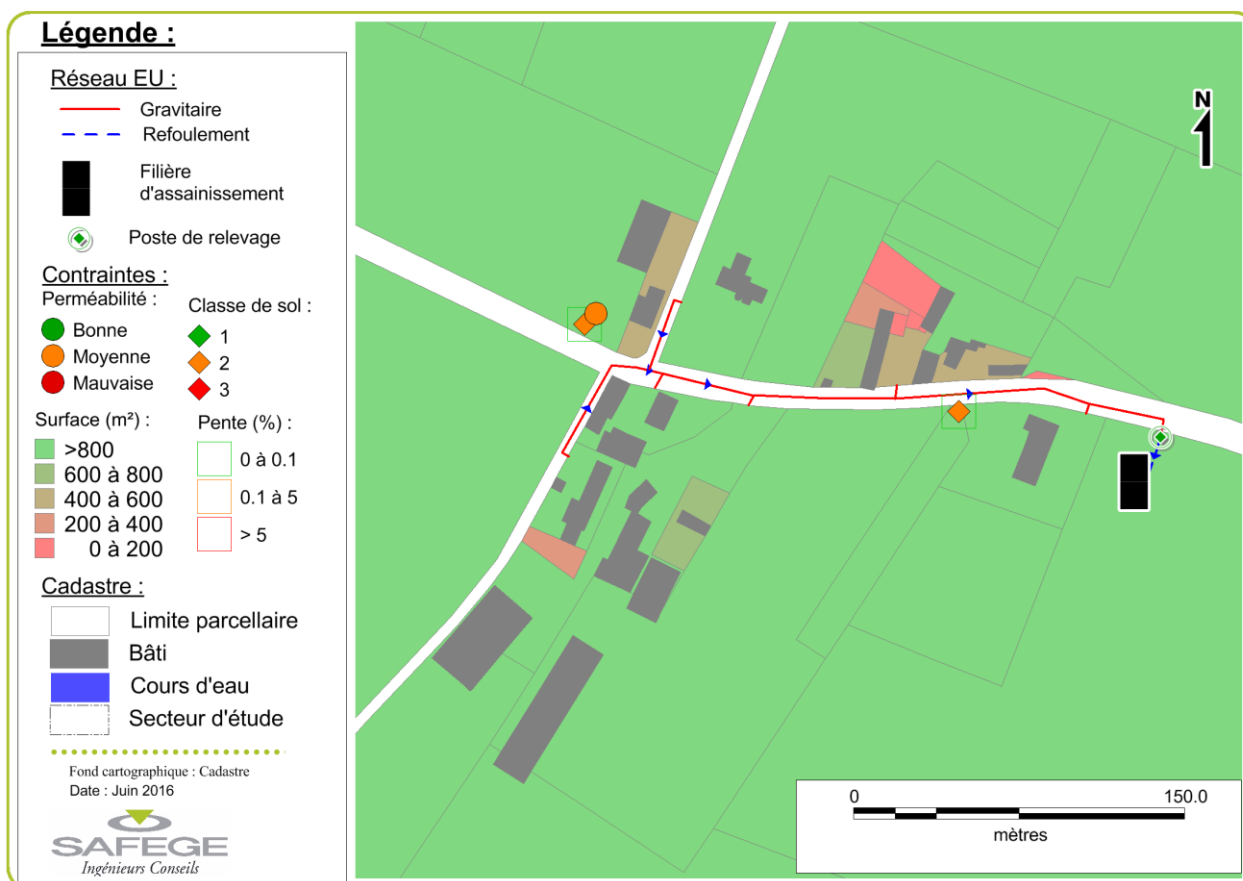 Légende :
Réseau EU :
Gravitaire
Refoulement
Filière
d'assainissement
Poste de relevage
Contraintes :
Perméabilité :
Bonne
Moyenne
Mauvaise
Classe de sol :
1
2
3
Surface (m²) :
>800
600 à 800
400 à 600
200 à 400
0 à 200
Pente (%) :
0 à 0.1
0.1 à 5
> 5
Cadastre :
Limite parcellaire
Bâti
Cours d'eau
Secteur d'étude
Fond cartographique : Cadastre
Date : Juin 2016
SAFEGE
Ingénieurs Conseils
N
0 150.0
mètres